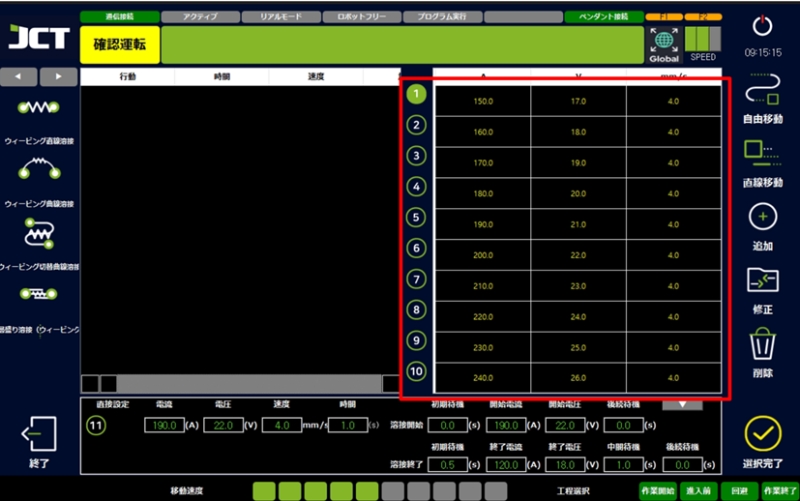 通信接続 アクティブ リアルモード ロボットフリー プログラム実行 ペンダント接続 F1 F2
JCT 確認運転 Global SPEED
09:15:15
行動 時間 速度 A V mm/s
1 150.0 17.0 4.0
2 160.0 18.0 4.0
3 170.0 19.0 4.0
4 180.0 20.0 4.0
5 190.0 21.0 4.0
6 200.0 22.0 4.0
7 210.0 23.0 4.0
8 220.0 24.0 4.0
9 230.0 25.0 4.0
10 240.0 26.0 4.0
ウィービング直線溶接
ウィービング曲線溶接
ウィービング切替曲線溶接
盛り溶接（ウィービング
終了
自由移動
直線移動
追加
修正
削除
選択完了
直接設定 電流 電圧 速度 時間 初期待機 開始電流 開始電圧 後続待機
11 190.0 (A) 22.0 (V) 4.0 mm/s 1.0 (s) 溶接開始 0.0 (s) 190.0 (A) 22.0 (V) 0.0 (s)
初期待機 終了電流 終了電圧 中間待機 後続待機
溶接終了 0.5 (s) 120.0 (A) 18.0 (V) 1.0 (s) 0.0 (s)
移動速度 工程選択 作業開始 進入前 回避 作業終了